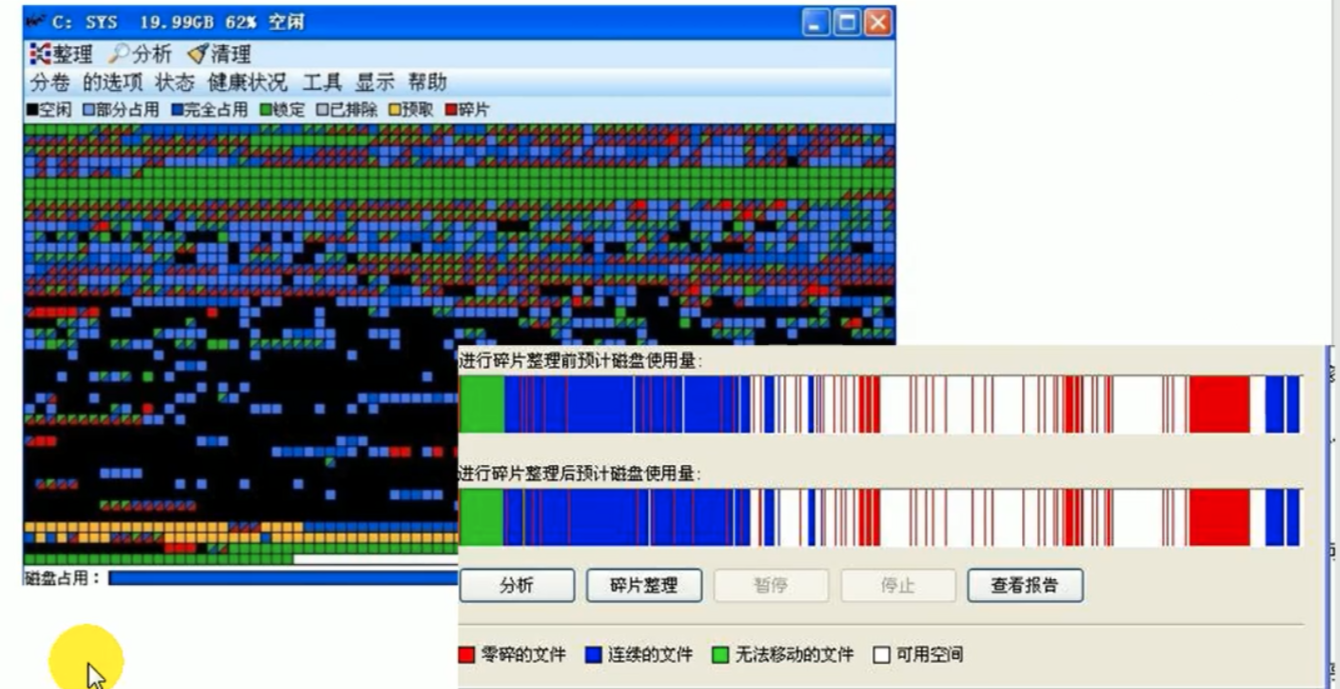 C: SYS 19.99GB 62% 空闲
整理 分析 清理
分卷 的选项 状态 健康状况 工具 显示 帮助
空闲 部分占用 完全占用 锁定 已排除 预取 碎片
进行碎片整理前预计磁盘使用量:
进行碎片整理后预计磁盘使用量:
磁盘占用:
分析 碎片整理 暂停 停止 查看报告
零碎的文件 连续的文件 无法移动的文件 可用空间